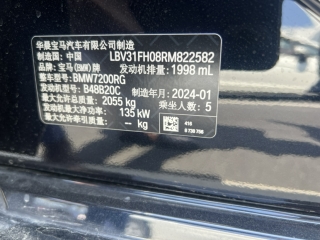 华晨宝马汽车有限公司制造
制造国：中国 LBV31FH08RM822582
品牌：宝马(BMW)牌 发动机排量：1998 mL
整车型号：BMW7200RG
发动机型号：B48B20C 制造年月：2024-01
最大允许总质量：2055 kg 乘坐人数：5
发动机最大净功率：135 kW
最大允许牵引质量：-- kg